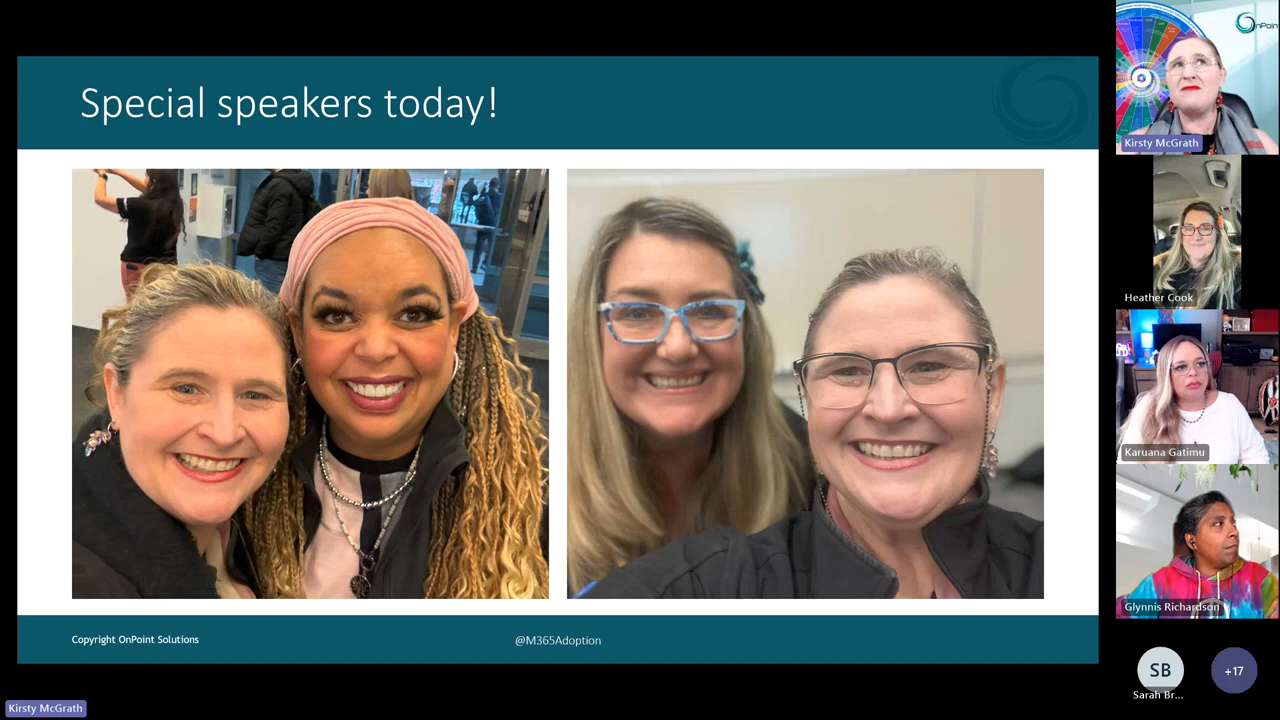 Special speakers today!
Copyright OnPoint Solutions
@M365Adoption
OnPoin
Kirsty McGrath
Heather Cook
Karuana Gatimu
Glynnis Richardson
SB
Sarah Br...
+17
Kirsty McGrath